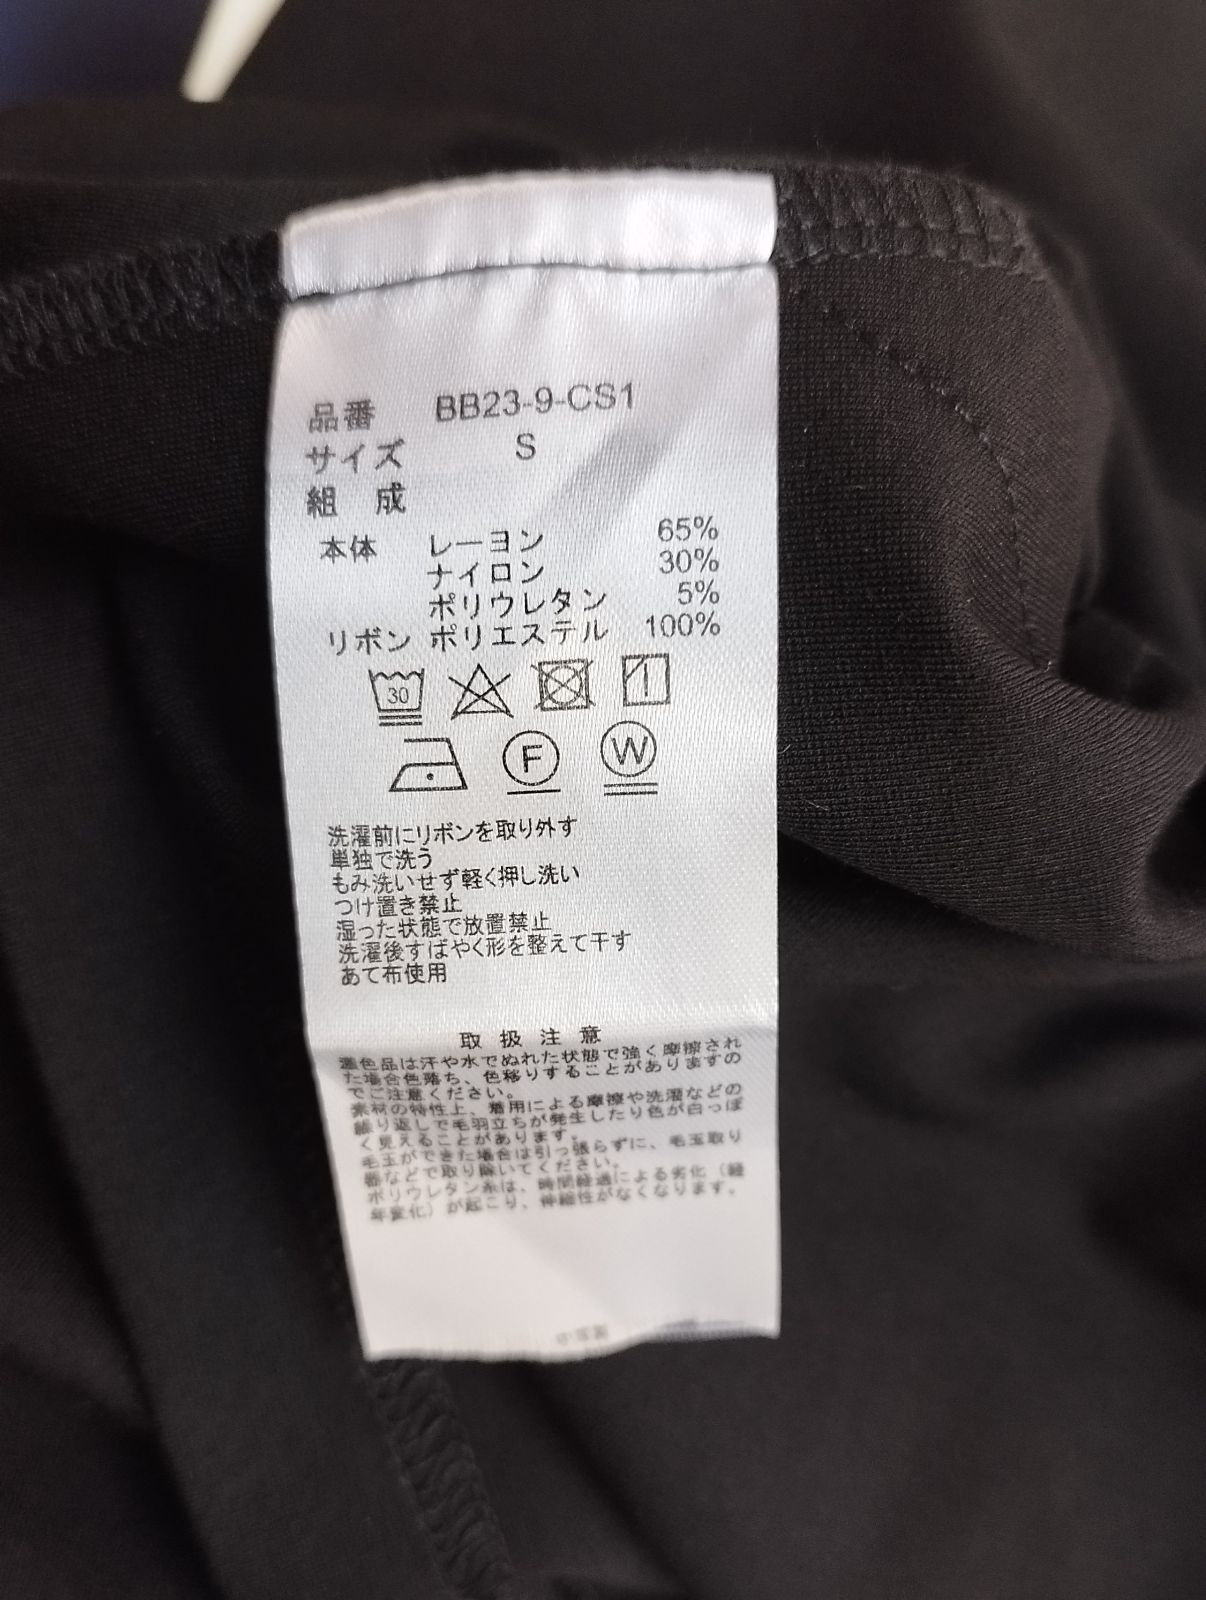 品番 BB23-9-CS1
サイズ S
組 成
本体 レーヨン 65%
ナイロン 30%
ポリウレタン 5%
リボン ポリエステル 100%
30
F W
洗濯前にリボンを取り外す
単独で洗う
もみ洗いせず軽く押し洗い
つけ置き禁止
湿った状態で放置禁止
洗濯後すばやく形を整えて干す
あて布使用
取 扱 注 意
濃色品は汗や水でぬれた状態で強く摩擦され
た場合色落ち、色移りすることがありますの
でご注意ください。
素材の特性上、着用による摩擦や洗濯などの
繰り返しで毛羽立ちが発生したり色が白っぽ
く見えることがあります。
毛玉ができた場合は引っ張らずに、毛玉取り
器などで取り除いてください。
ポリウレタン糸は、時間経過による劣化（経
年変化）が起こり、伸縮性がなくなります。